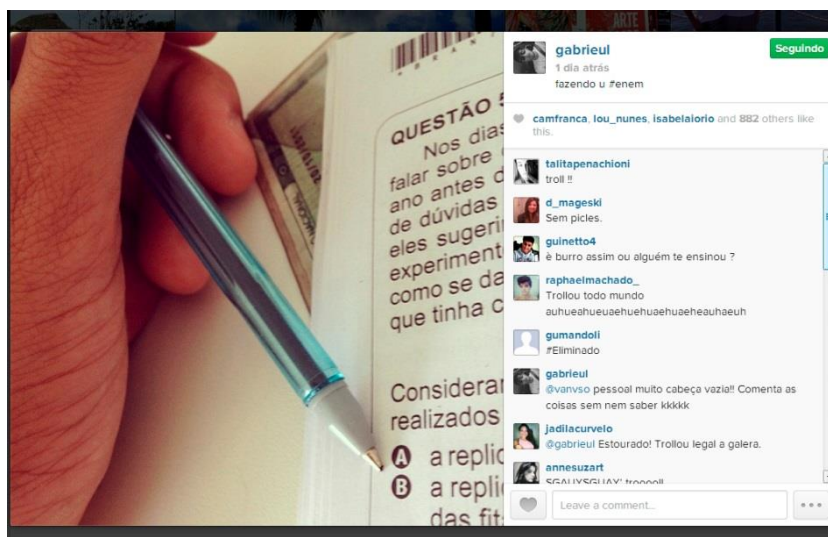 ARTE
QUESTÃO 5
Nos dias
falar sobre
ano antes d
de dúvidas
eles sugeri
experiment
como se da
que tinha c
Considerar
realizados
A a replic
B a replic
das fit
gabrieul
Seguindo
1 dia atrás
fazendo u #enem
camfranca, lou_nunes, isabelaiorio and 882 others like
this.
talitapenachioni
troll !!
d_mageski
Sem picles.
guinetto4
è burro assim ou alguém te ensinou ?
raphaelmachado_
Trollou todo mundo
auhueahueuaehuehuaehuaeheauhaeuh
gumandoli
#Eliminado
gabrieul
@vanvso pessoal muito cabeça vazia!! Comenta as
coisas sem nem saber kkkkk
jadilacurvelo
@gabrieul Estourado! Trollou legal a galera.
annesuzart
Leave a comment...